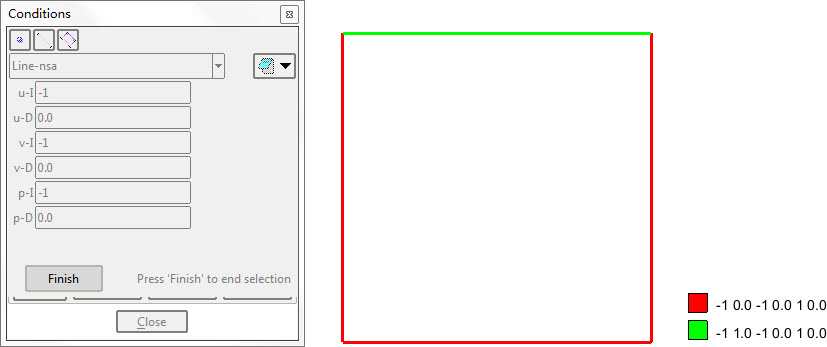 Conditions
Line-nsa
u-I -1
u-D 0.0
v-I -1
v-D 0.0
p-I -1
p-D 0.0
Finish Press 'Finish' to end selection
Close
-1 0.0 -1 0.0 1 0.0
-1 1.0 -1 0.0 1 0.0